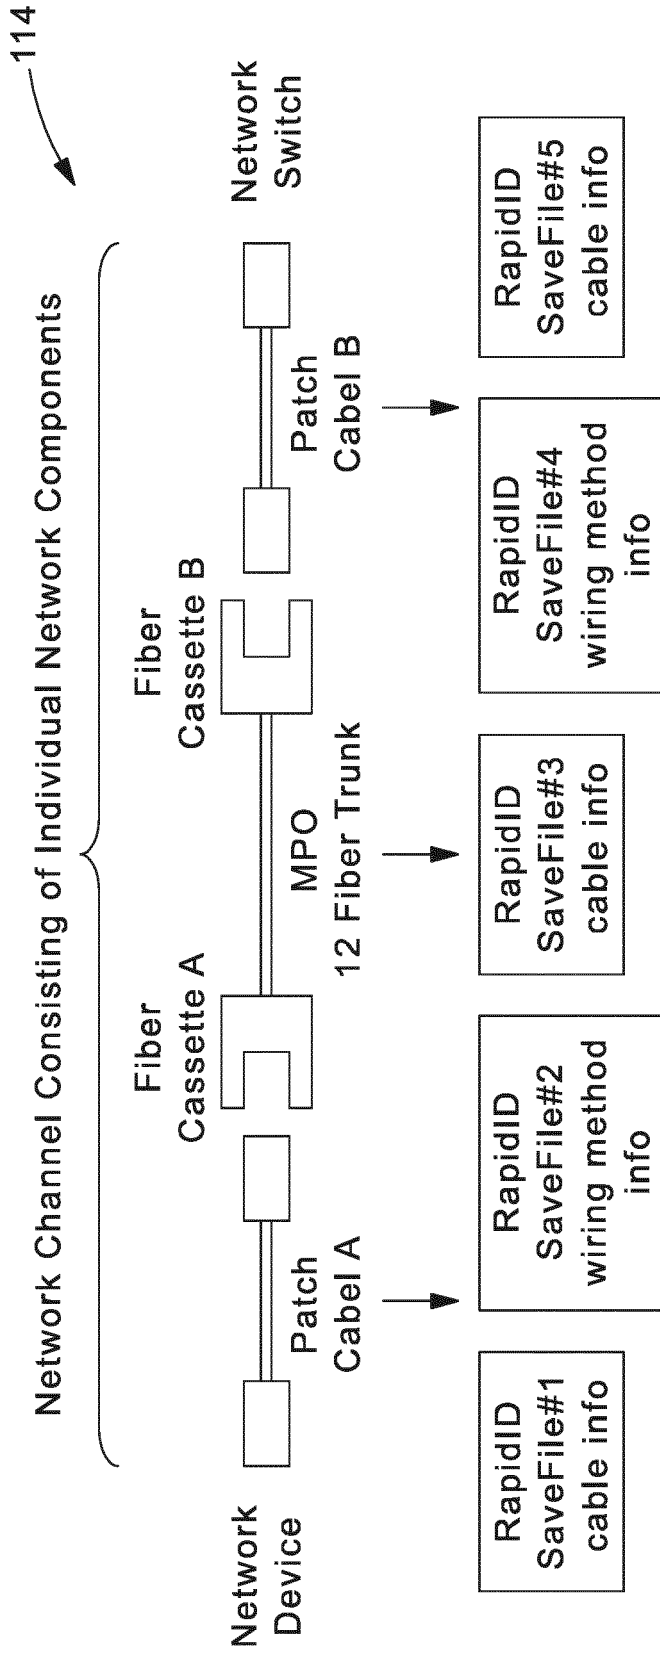 114
Network Channel Consisting of Individual Network Components
Fiber
Cassette A
Fiber
Cassette B
Network
Device
Network
Switch
Patch
Cabel A
MPO
12 Fiber Trunk
Patch
Cabel B
RapidID
SaveFile#1
cable info
RapidID
SaveFile#2
wiring method
info
RapidID
SaveFile#3
cable info
RapidID
SaveFile#4
wiring method
info
RapidID
SaveFile#5
cable info